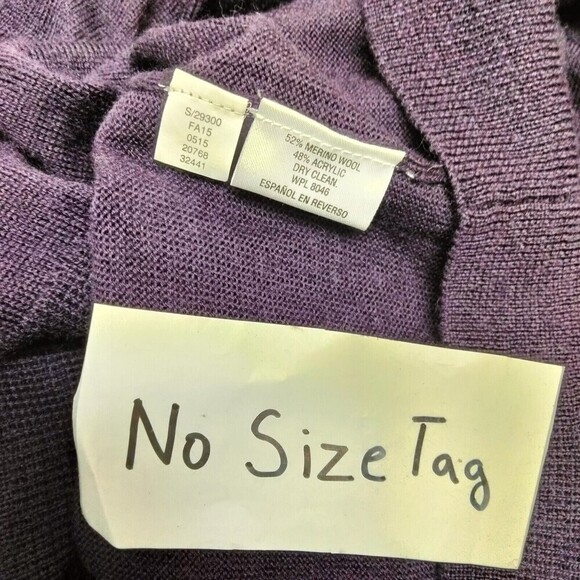 S/29300
FA15
0515
20768
32441
52% MERINO WOOL
48% ACRYLIC
DRY CLEAN.
WPL 8046
ESPAÑOL EN REVERSO
No Size Tag